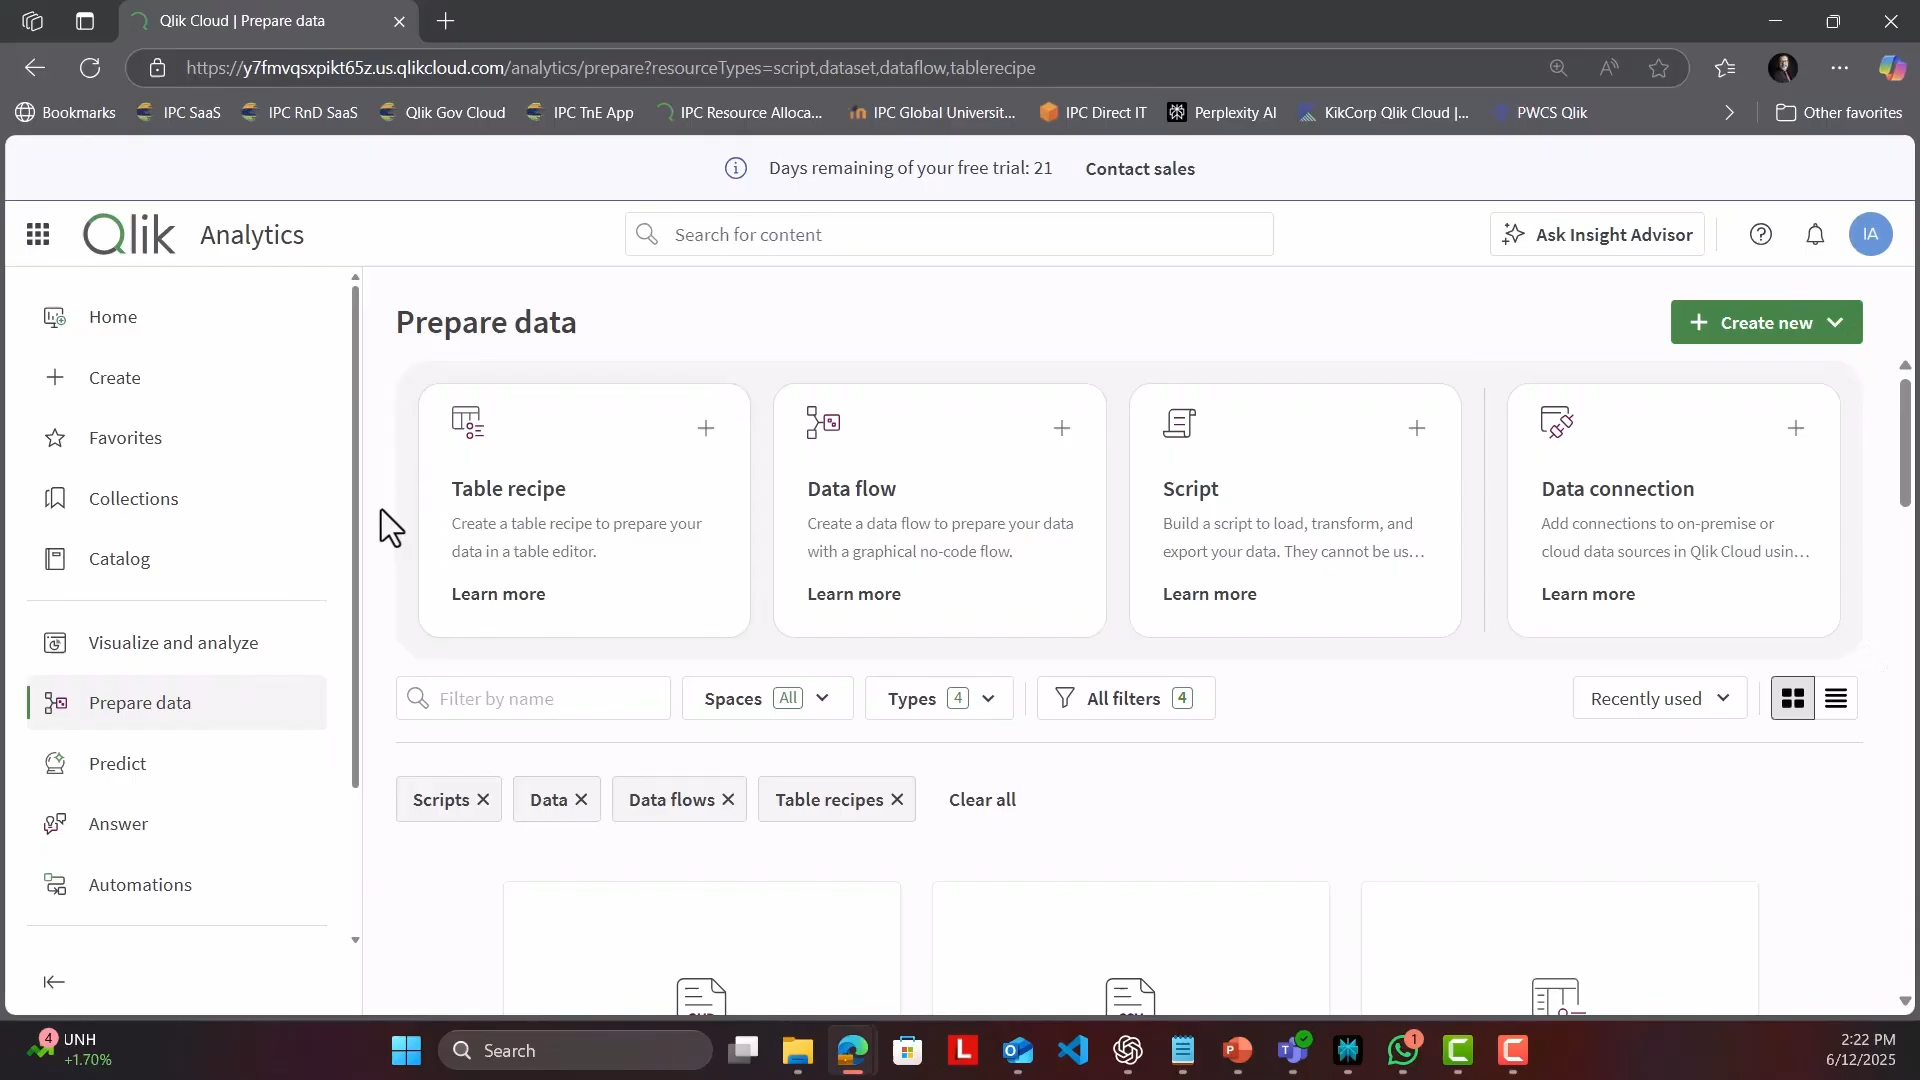 Qlik Cloud | Prepare data
https://y7fmvqsxpikt65z.us.qlikcloud.com/analytics/prepare?resourceTypes=script,dataset,dataflow,tablerecipe
Bookmarks IPC SaaS IPC RnD SaaS Qlik Gov Cloud IPC TnE App IPC Resource Alloca... IPC Global Universit... IPC Direct IT Perplexity AI KikCorp Qlik Cloud |... PWCS Qlik Other favorites
Days remaining of your free trial: 21 Contact sales
Qlik Analytics Search for content Ask Insight Advisor IA
Home
Create
Favorites
Collections
Catalog
Visualize and analyze
Prepare data
Predict
Answer
Automations
Prepare data
Create new
Table recipe
Create a table recipe to prepare your
data in a table editor.
Learn more
Data flow
Create a data flow to prepare your data
with a graphical no-code flow.
Learn more
Script
Build a script to load, transform, and
export your data. They cannot be us...
Learn more
Data connection
Add connections to on-premise or
cloud data sources in Qlik Cloud usin...
Learn more
Filter by name Spaces All Types 4 All filters 4 Recently used
Scripts Data Data flows Table recipes Clear all
4 UNH
+1.70%
Search
L
1
2:22 PM
6/12/2025